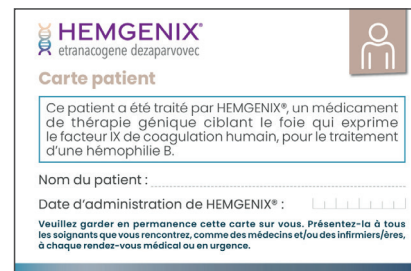 HEMGENIX®
etranacogene dezaparvovec
Carte patient
Ce patient a été traité par HEMGENIX®, un médicament
de thérapie génique ciblant le foie qui exprime
le facteur IX de coagulation humain, pour le traitement
d'une hémophilie B.
Nom du patient :
Date d'administration de HEMGENIX® :
Veuillez garder en permanence cette carte sur vous. Présentez-la à tous
les soignants que vous rencontrez, comme des médecins et/ou des infirmiers/ères,
à chaque rendez-vous médical ou en urgence.